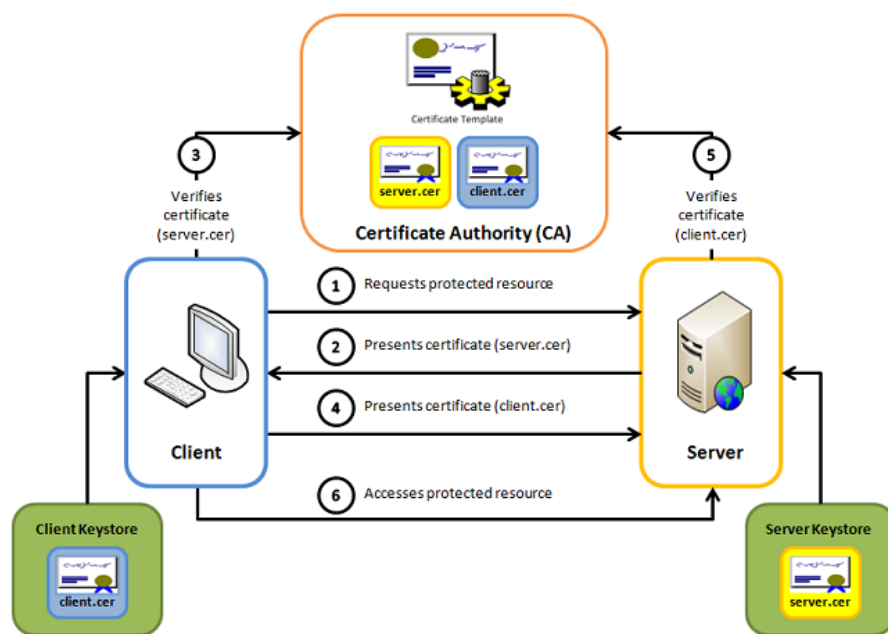 Certificate Template
server.cer
client.cer
Certificate Authority (CA)
3
Verifies
certificate
(server.cer)
5
Verifies
certificate
(client.cer)
1 Requests protected resource
2 Presents certificate (server.cer)
4 Presents certificate (client.cer)
Client
Server
6 Accesses protected resource
Client Keystore
client.cer
Server Keystore
server.cer